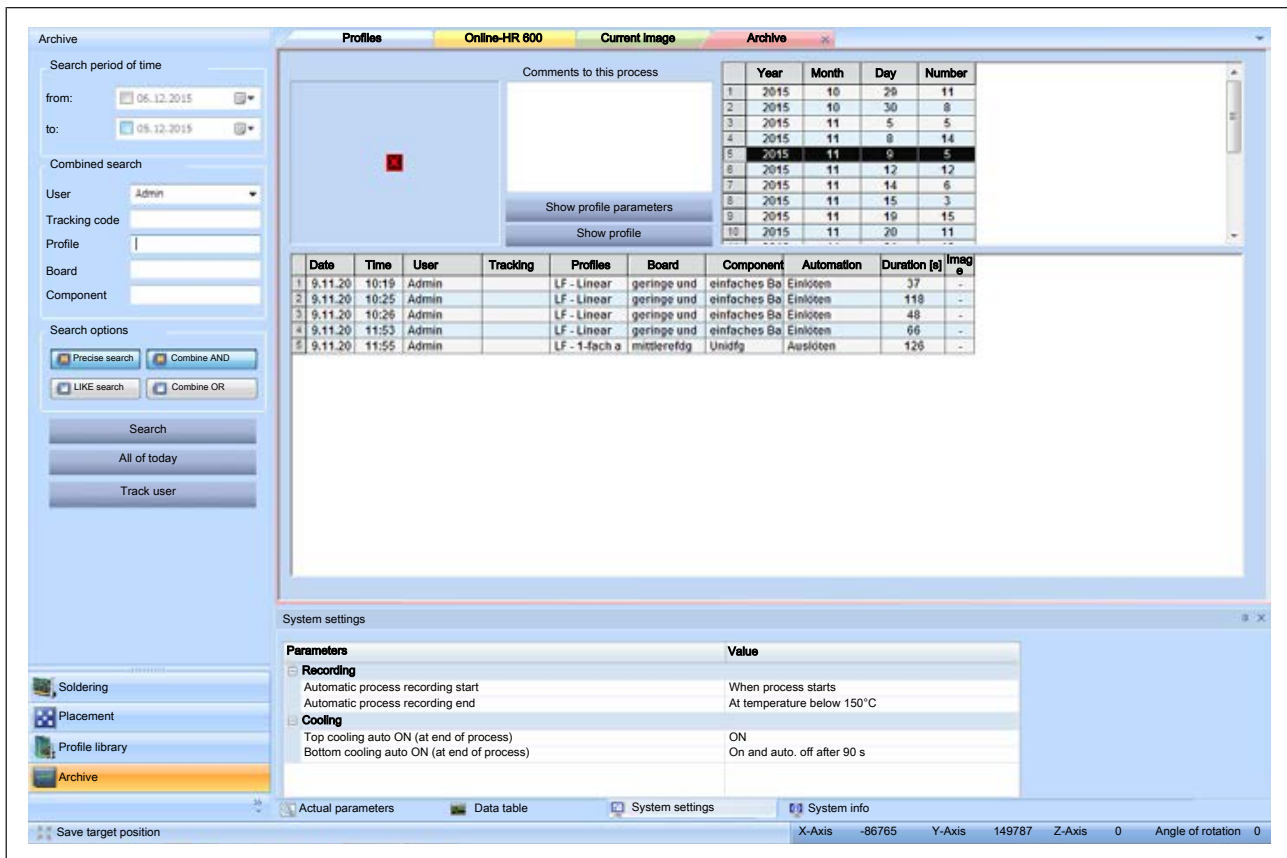 Archive
Profiles Online-HR 600 Current image Archive
Search period of time
from: 06.12.2015
to: 05.12.2015
Combined search
User Admin
Tracking code
Profile
Board
Component
Search options
Precise search Combine AND
LIKE search Combine OR
Search
All of today
Track user
Soldering
Placement
Profile library
Archive
Comments to this process
Show profile parameters
Show profile
Year Month Day Number
1 2015 10 29 11
2 2015 10 30 8
3 2015 11 5 5
4 2015 11 8 14
5 2015 11 9 5
6 2015 11 12 12
7 2015 11 14 6
8 2015 11 15 3
9 2015 11 19 15
10 2015 11 20 11
Date Time User Tracking Profiles Board Component Automation Duration [s] Image
1 9.11.20 10:19 Admin LF - Linear geringe und einfaches Ba Einlöten 37 -
2 9.11.20 10:25 Admin LF - Linear geringe und einfaches Ba Einlöten 118 -
3 9.11.20 10:26 Admin LF - Linear geringe und einfaches Ba Einlöten 48 -
4 9.11.20 11:53 Admin LF - Linear geringe und einfaches Ba Einlöten 66 -
5 9.11.20 11:55 Admin LF - 1-fach a mittlerefdg Unidfg Auslöten 126 -
System settings
Parameters Value
Recording
Automatic process recording start When process starts
Automatic process recording end At temperature below 150°C
Cooling
Top cooling auto ON (at end of process) ON
Bottom cooling auto ON (at end of process) On and auto. off after 90 s
Actual parameters Data table System settings System info
Save target position X-Axis -86765 Y-Axis 149787 Z-Axis 0 Angle of rotation 0